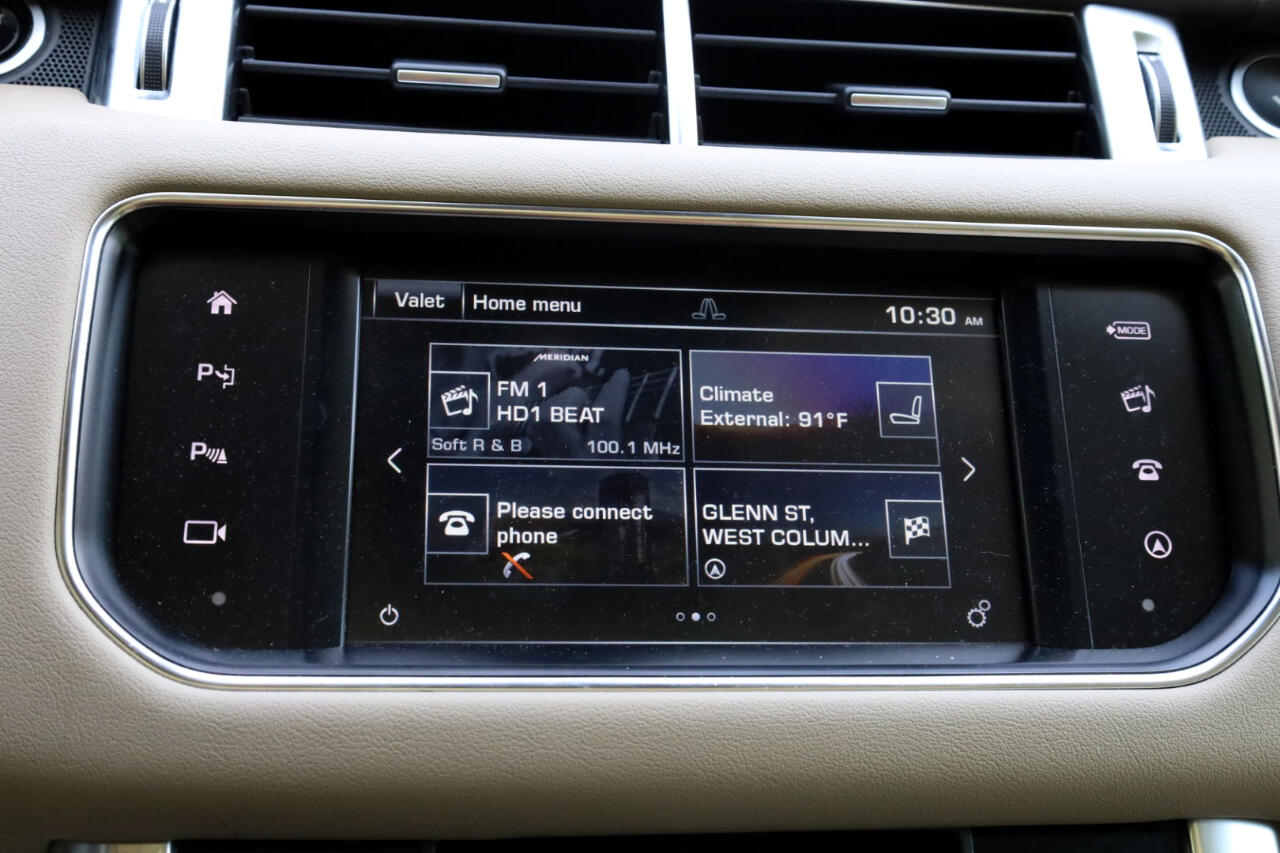 Valet
Home menu
10:30 AM
MERIDIAN
FM 1
HD1 BEAT
Soft R & B 100.1 MHz
Climate
External: 91°F
Please connect
phone
GLENN ST,
WEST COLUM...
P
P
MODE